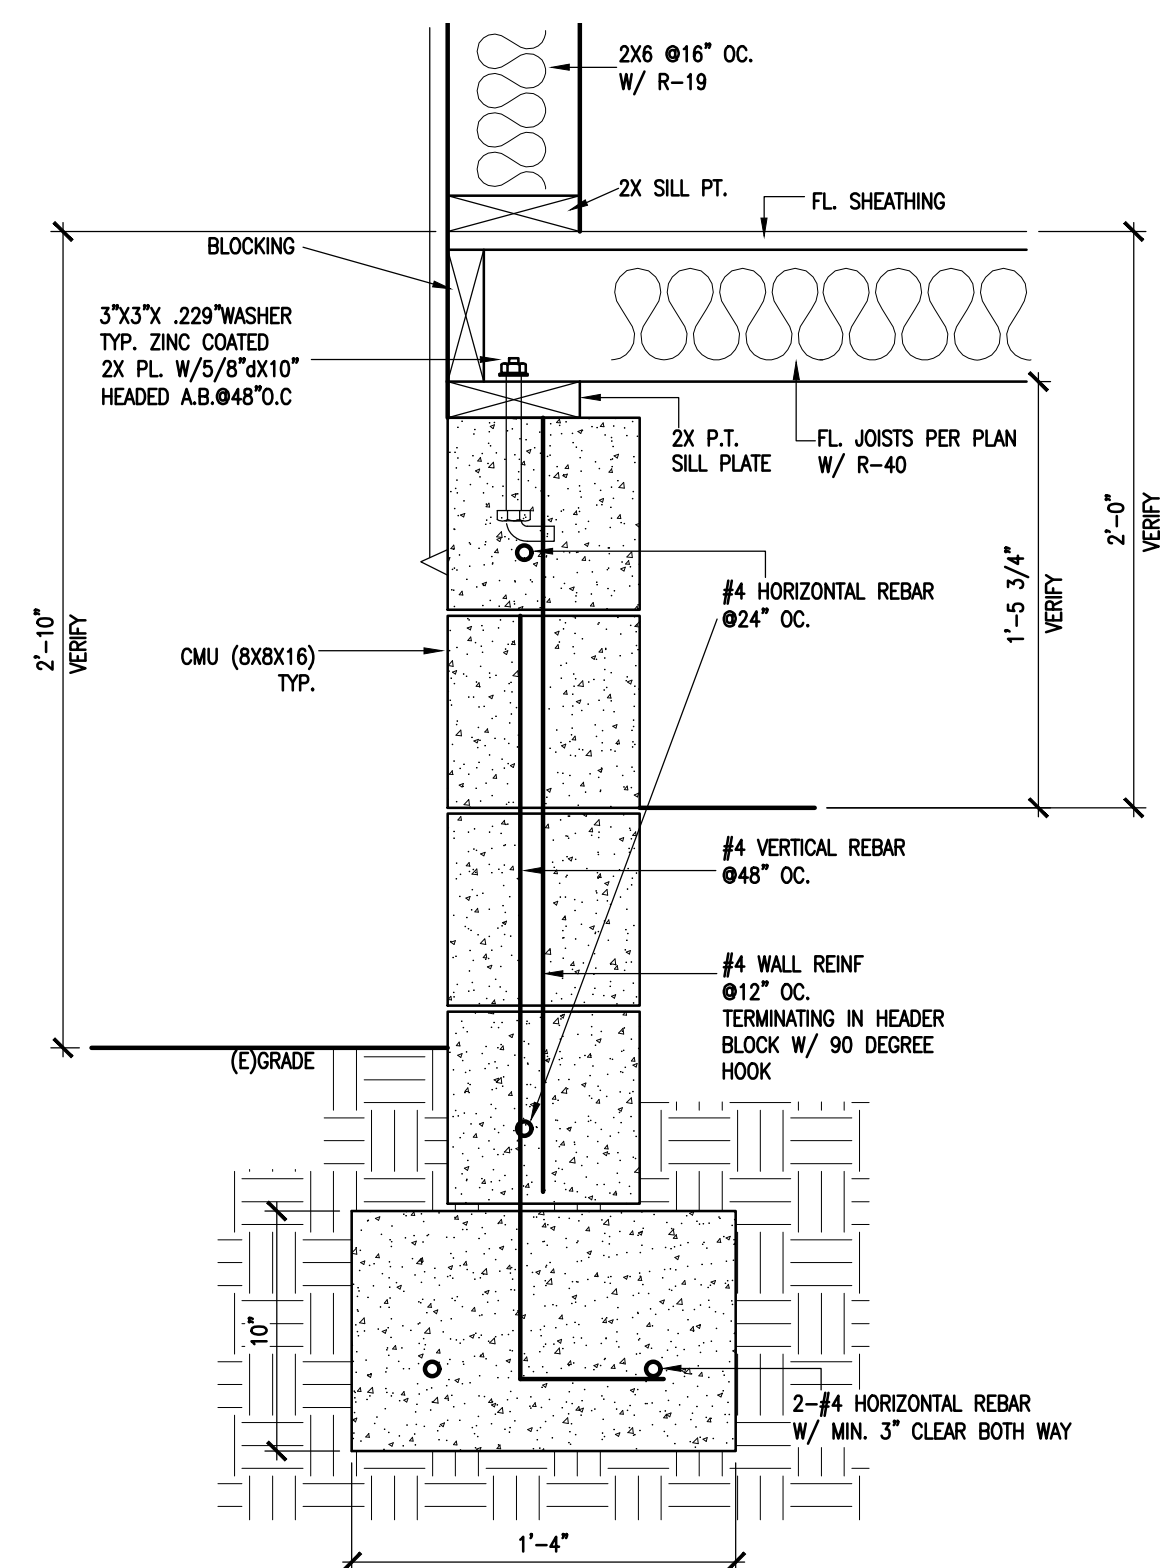 2X6 @16" OC.
W/ R-19
2X SILL PT.
FL. SHEATHING
BLOCKING
3"X3"X .229"WASHER
TYP. ZINC COATED
2X PL. W/5/8"dX10"
HEADED A.B.@48"O.C
2X P.T.
SILL PLATE
FL. JOISTS PER PLAN
W/ R-40
2'-0"
VERIFY
1'-5 3/4"
VERIFY
#4 HORIZONTAL REBAR
@24" OC.
2'-10"
VERIFY
CMU (8X8X16)
TYP.
#4 VERTICAL REBAR
@48" OC.
#4 WALL REINF
@12" OC.
TERMINATING IN HEADER
BLOCK W/ 90 DEGREE
HOOK
(E)GRADE
10"
2-#4 HORIZONTAL REBAR
W/ MIN. 3" CLEAR BOTH WAY
1'-4"